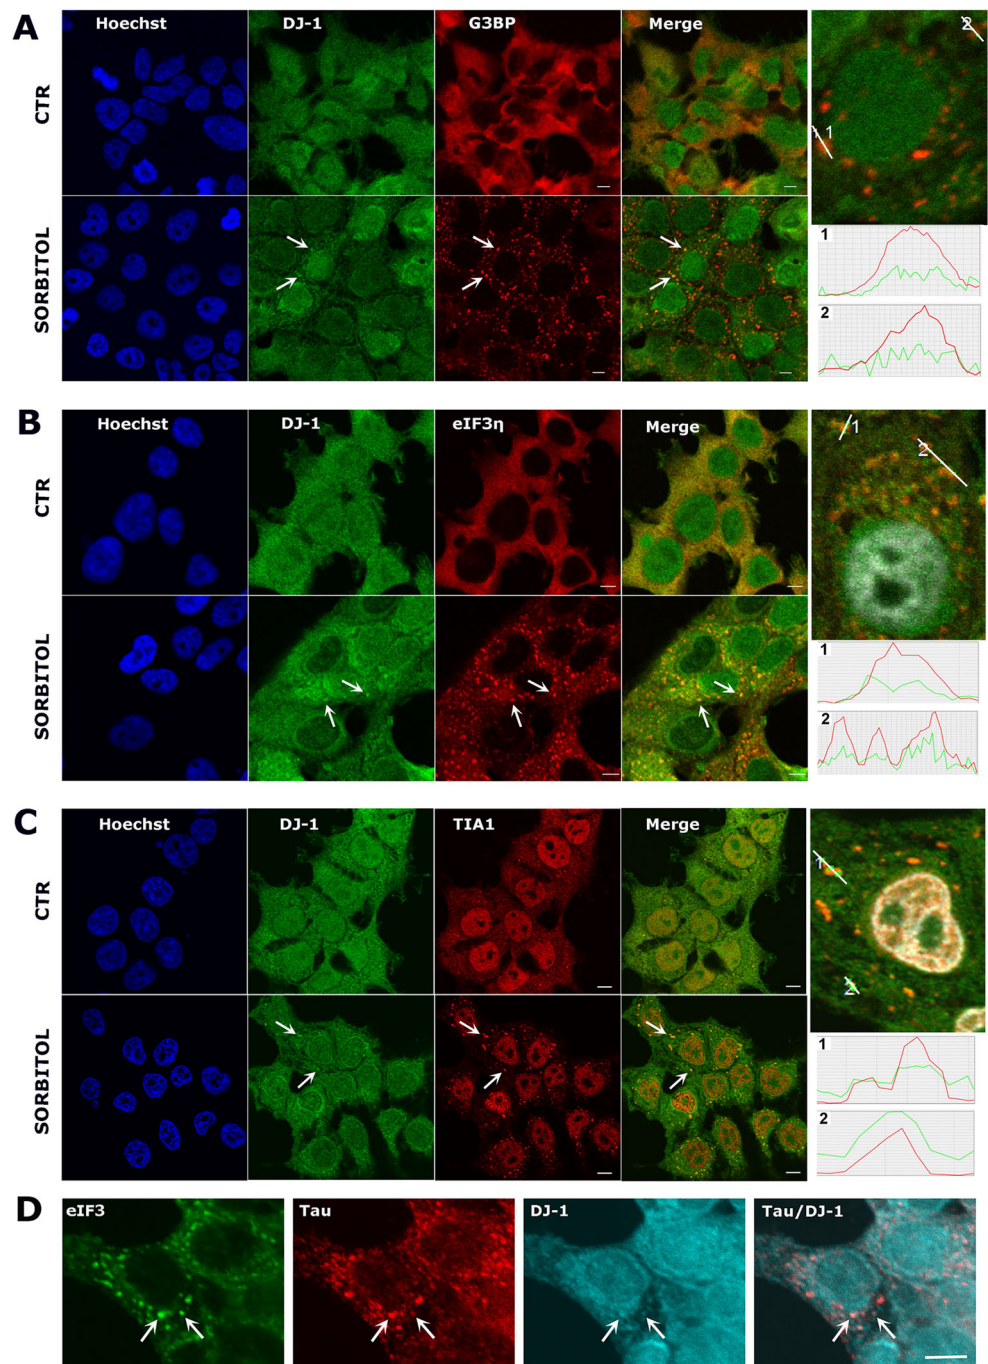 A
Hoechst DJ-1 G3BP Merge
2
CTR
1
SORBITOL
1
2
B
Hoechst DJ-1 eIF3η Merge
1
2
CTR
SORBITOL
1
2
C
Hoechst DJ-1 TIA1 Merge
1
CTR
2
SORBITOL
1
2
D
eIF3 Tau DJ-1 Tau/DJ-1